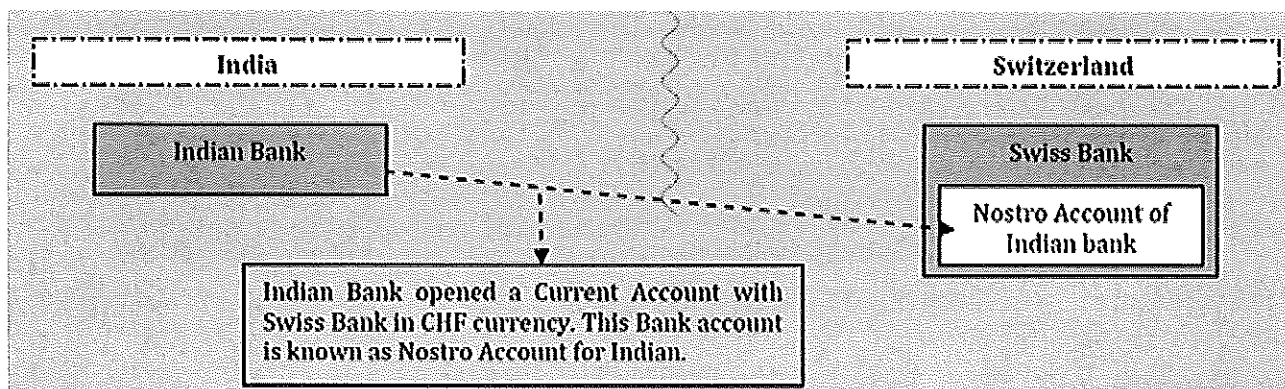 India
Switzerland
Indian Bank
Swiss Bank
Nostro Account of
Indian bank
Indian Bank opened a Current Account with
Swiss Bank in CHF currency. This Bank account
is known as Nostro Account for Indian.